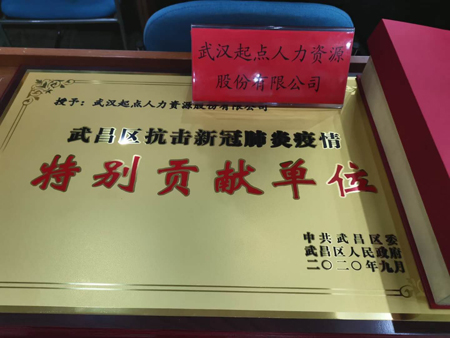 武汉起点人力资源
股份有限公司
授予：武汉起点人力资源股份有限公司
武昌区抗击新冠肺炎疫情
特别贡献单位
中共武昌区委
武昌区人民政府
二〇二〇年九月